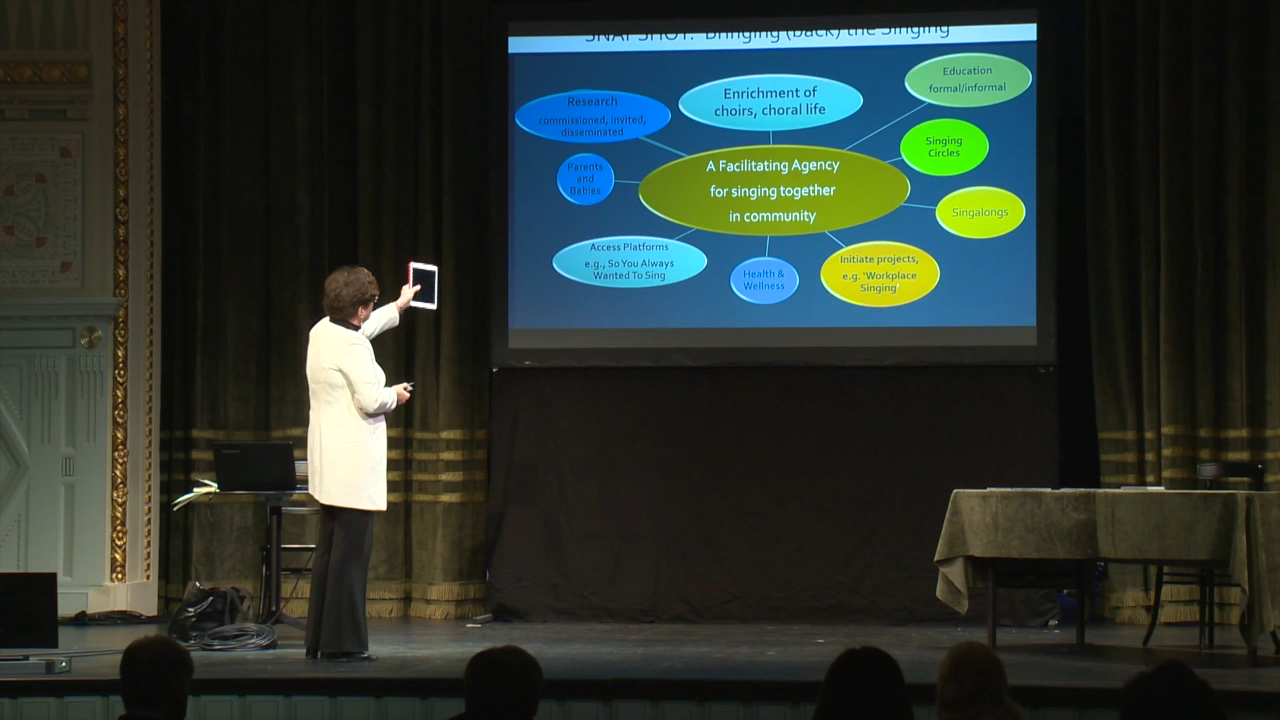 SNAPSHOT: Bringing (back) the Singing
Research
commissioned, invited,
disseminated
Enrichment of
choirs, choral life
Education
formal/informal
Singing
Circles
Parents
and
Babies
A Facilitating Agency
for singing together
in community
Singalongs
Access Platforms
e.g., So You Always
Wanted To Sing
Health &
Wellness
Initiate projects,
e.g. 'Workplace
Singing'